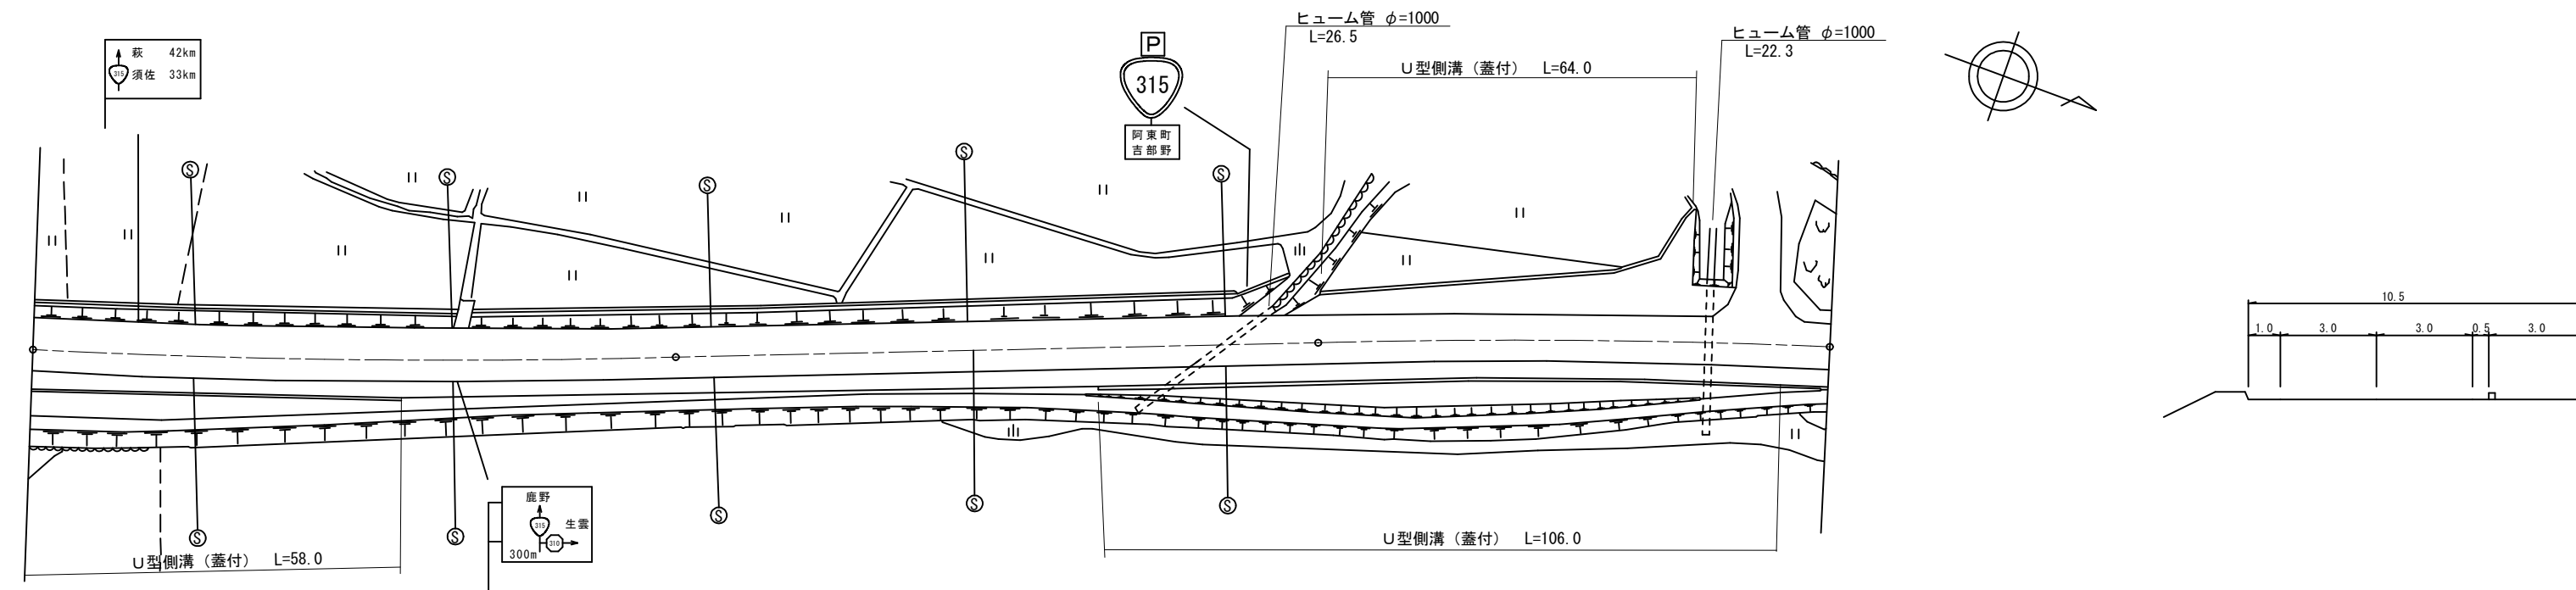 萩 42km
315 須佐 33km
P
315
阿東町
吉部野
ヒューム管 φ=1000
L=26.5
U型側溝（蓋付） L=64.0
ヒューム管 φ=1000
L=22.3
S
S
S
S
S
10.5
1.0 3.0 3.0 0.5 3.0
S
S
S
S
S
鹿野
315 生雲
310
300m
U型側溝（蓋付） L=58.0
U型側溝（蓋付） L=106.0